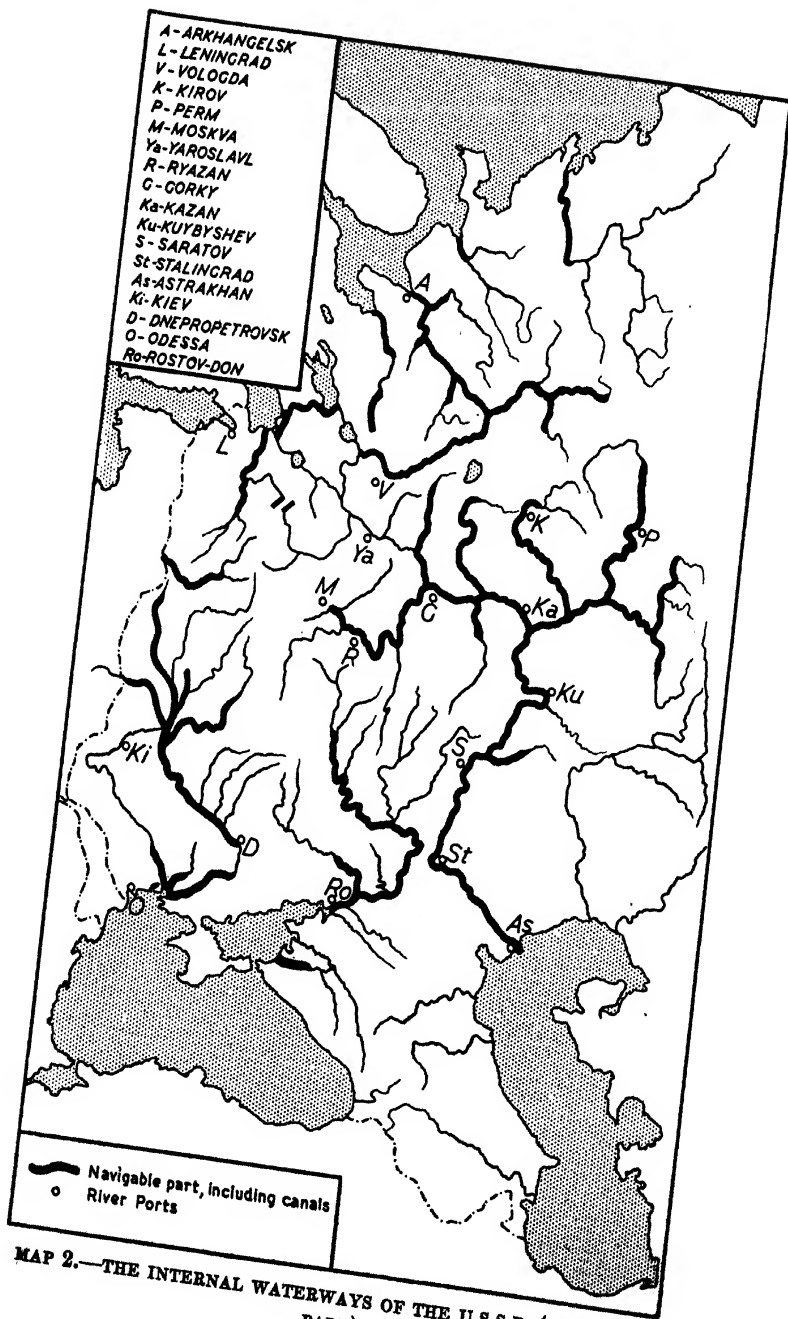 A-ARKHANGELSK
L-LENINGRAD
V-VOLOGDA
K-KIROV
P-PERM
M-MOSKVA
Ya-YAROSLAVL
R-RYAZAN
G-GORKY
Ka-KAZAN
Ku-KUYBYSHEV
S-SARATOV
St-STALINGRAD
As-ASTRAKHAN
Ki-KIEV
D-DNEPROPETROVSK
O-ODESSA
Ro-ROSTOV-DON
A
L
V
K
P
Ya
M
G
Ka
R
Ku
Ki
S
D
St
Ro
O
As
Navigable part, including canals
River Ports
MAP 2.—THE INTERNAL WATERWAYS OF THE U.S.S.R.